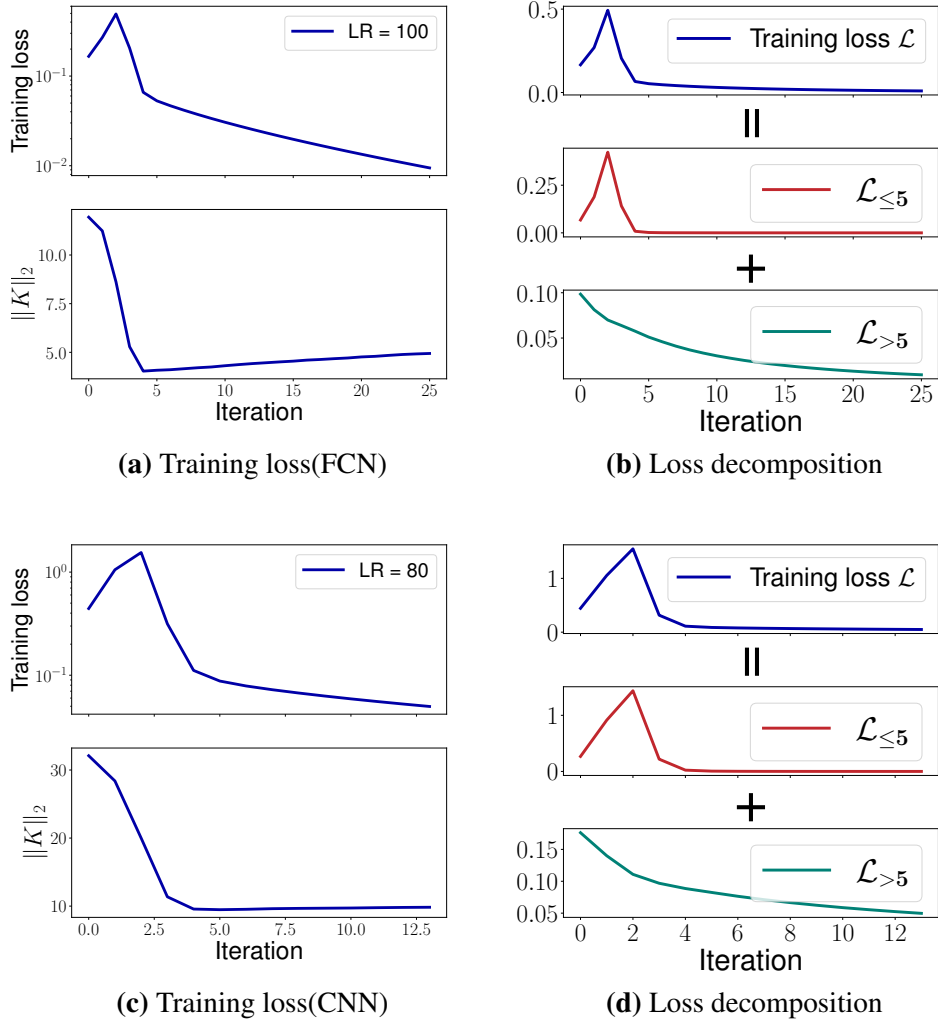 Training loss
10⁻¹
10⁻²
LR = 100
‖K‖₂
10.0
7.5
5.0
0 5 10 15 20 25
Iteration
(a) Training loss(FCN)
0.5
0.0
Training loss ℒ
=
0.25
0.00
ℒ≤5
+
0.10
0.05
ℒ>5
0 5 10 15 20 25
Iteration
(b) Loss decomposition
Training loss
10⁰
10⁻¹
LR = 80
‖K‖₂
30
20
10
0.0 2.5 5.0 7.5 10.0 12.5
Iteration
(c) Training loss(CNN)
1
0
Training loss ℒ
=
1
0
ℒ≤5
+
0.15
0.10
0.05
ℒ>5
0 2 4 6 8 10 12
Iteration
(d) Loss decomposition